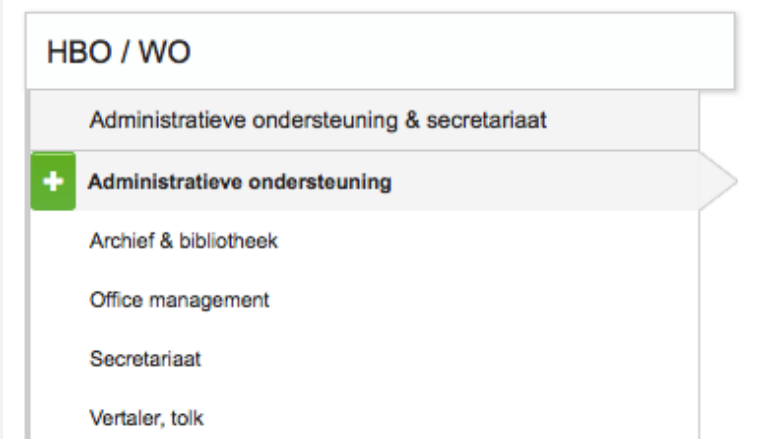 HBO / WO
Administratieve ondersteuning & secretariaat
Administratieve ondersteuning
Archief & bibliotheek
Office management
Secretariaat
Vertaler, tolk